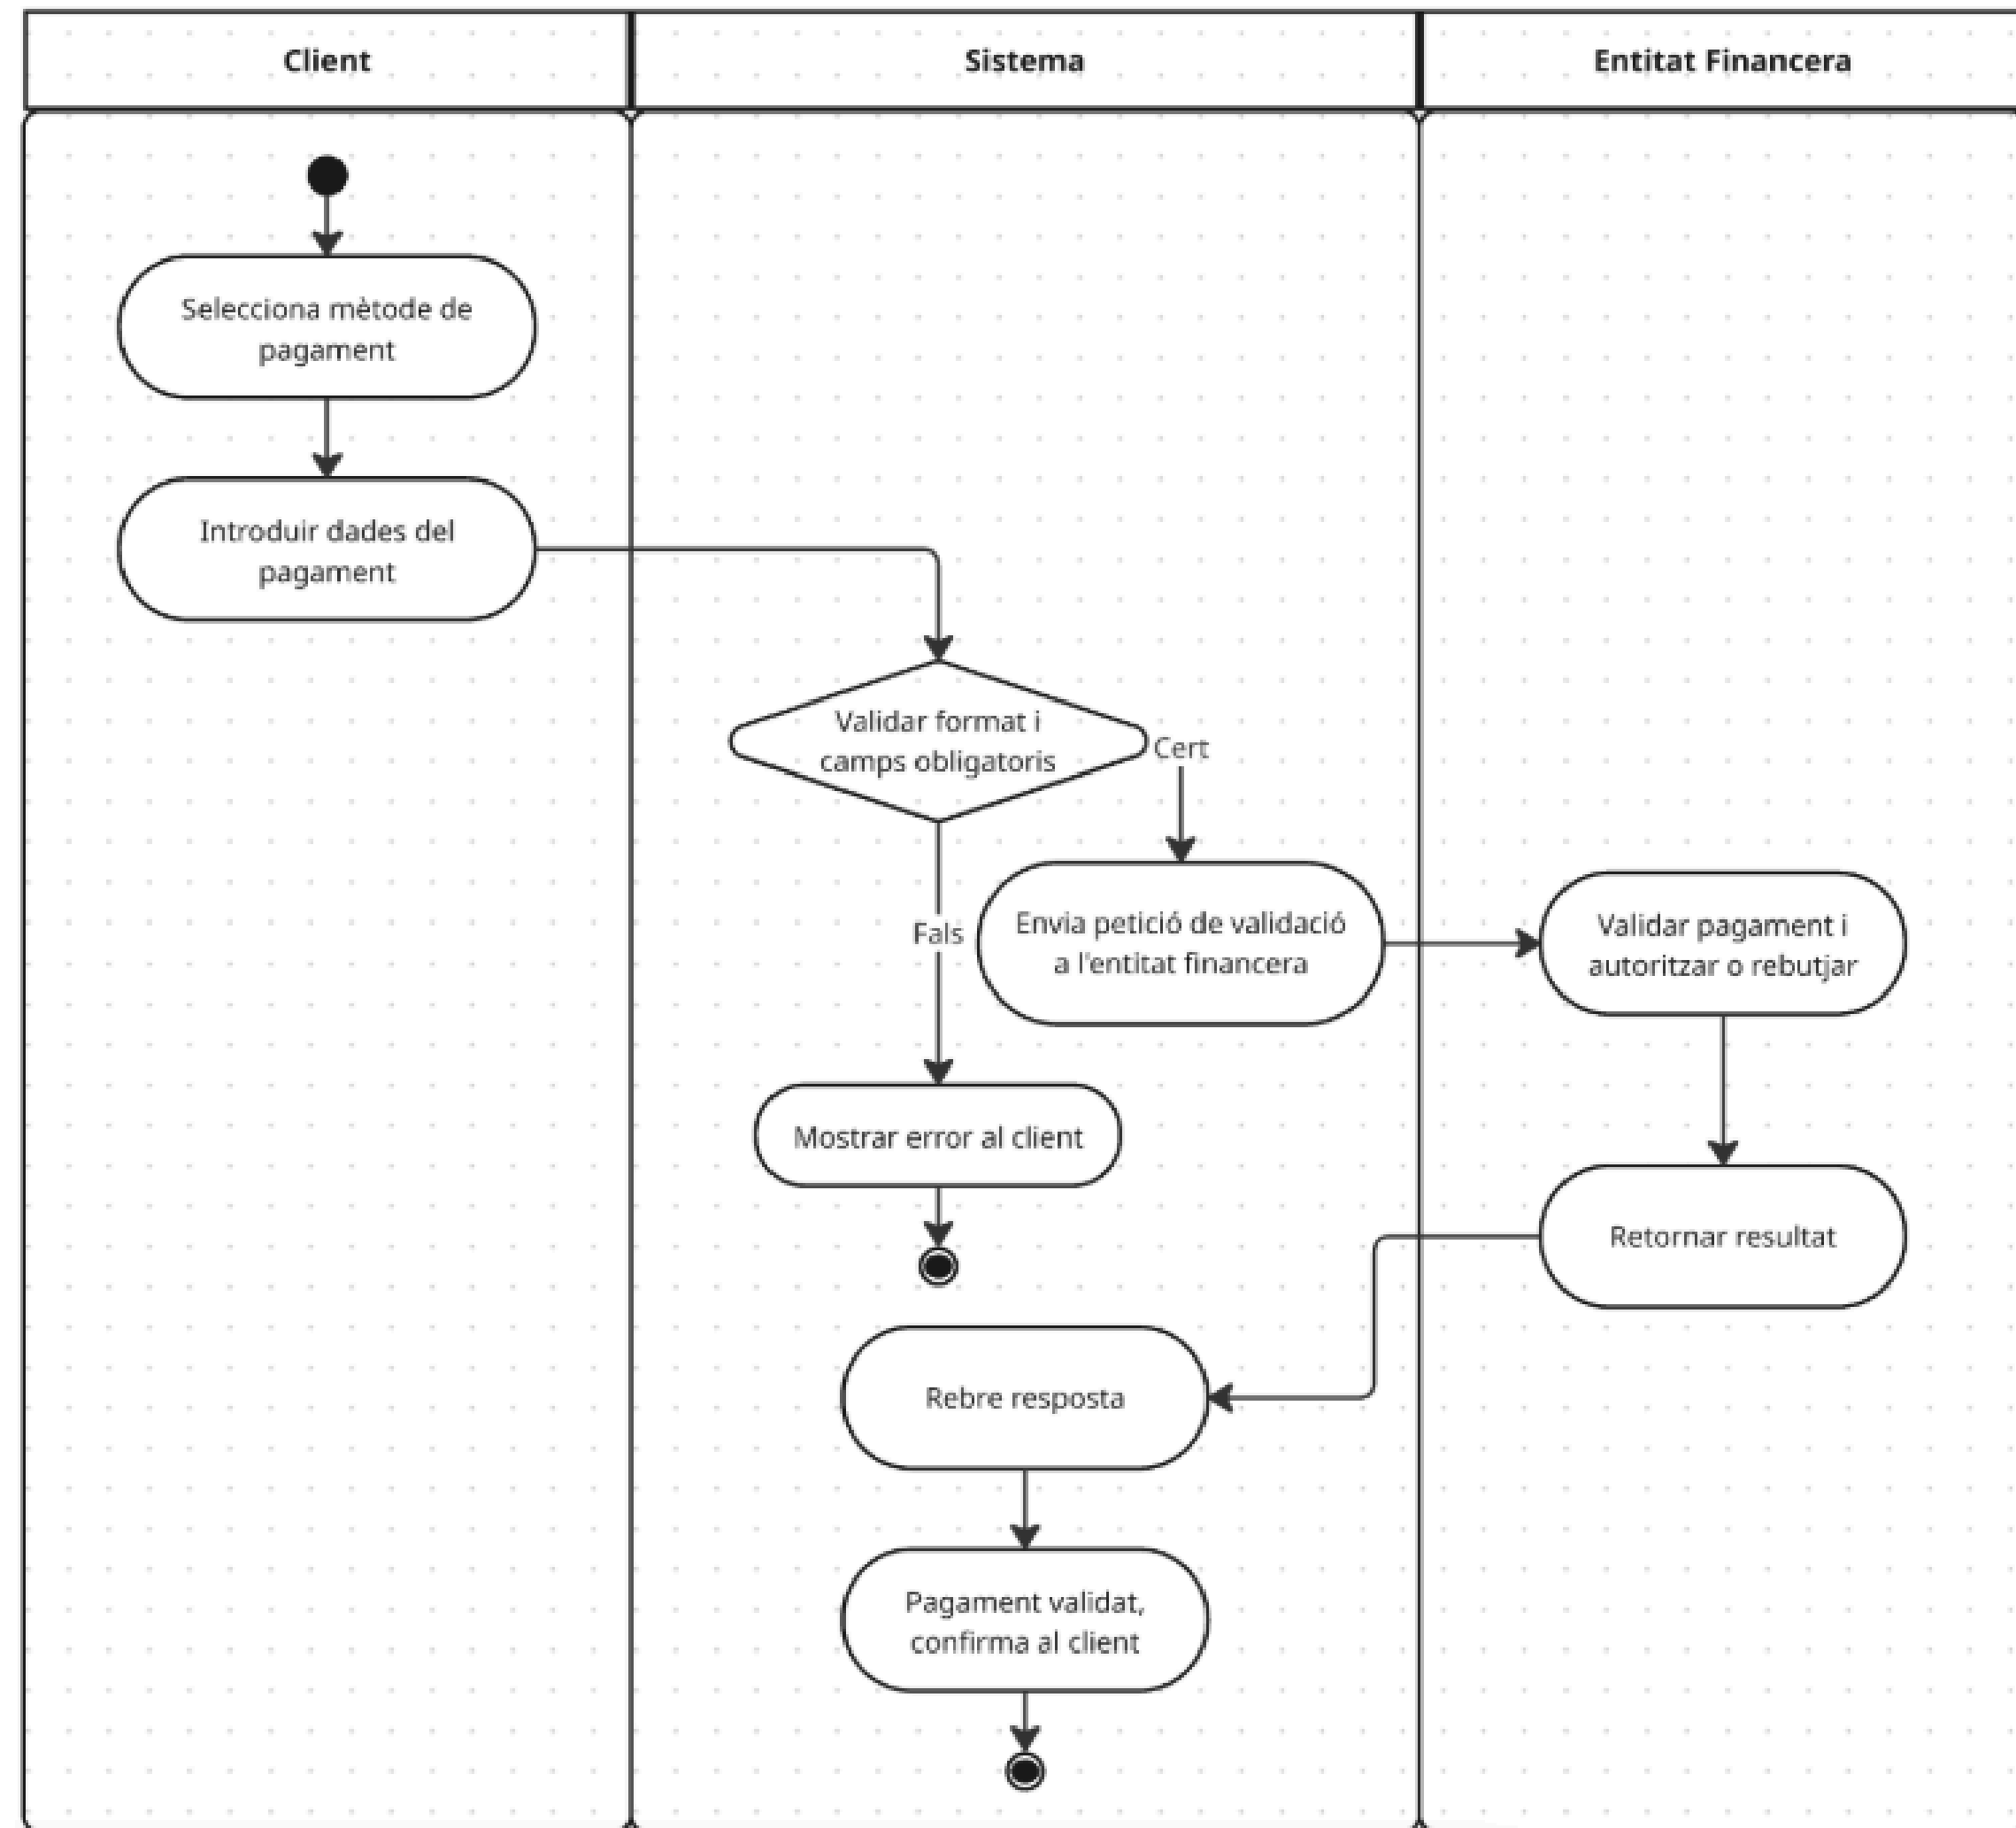 Client
Sistema
Entitat Financera
Selecciona mètode de
pagament
Introduir dades del
pagament
Validar format i
camps obligatoris
Cert
Fals
Envia petició de validació
a l'entitat financera
Validar pagament i
autoritzar o rebutjar
Mostrar error al client
Retornar resultat
Rebre resposta
Pagament validat,
confirma al client